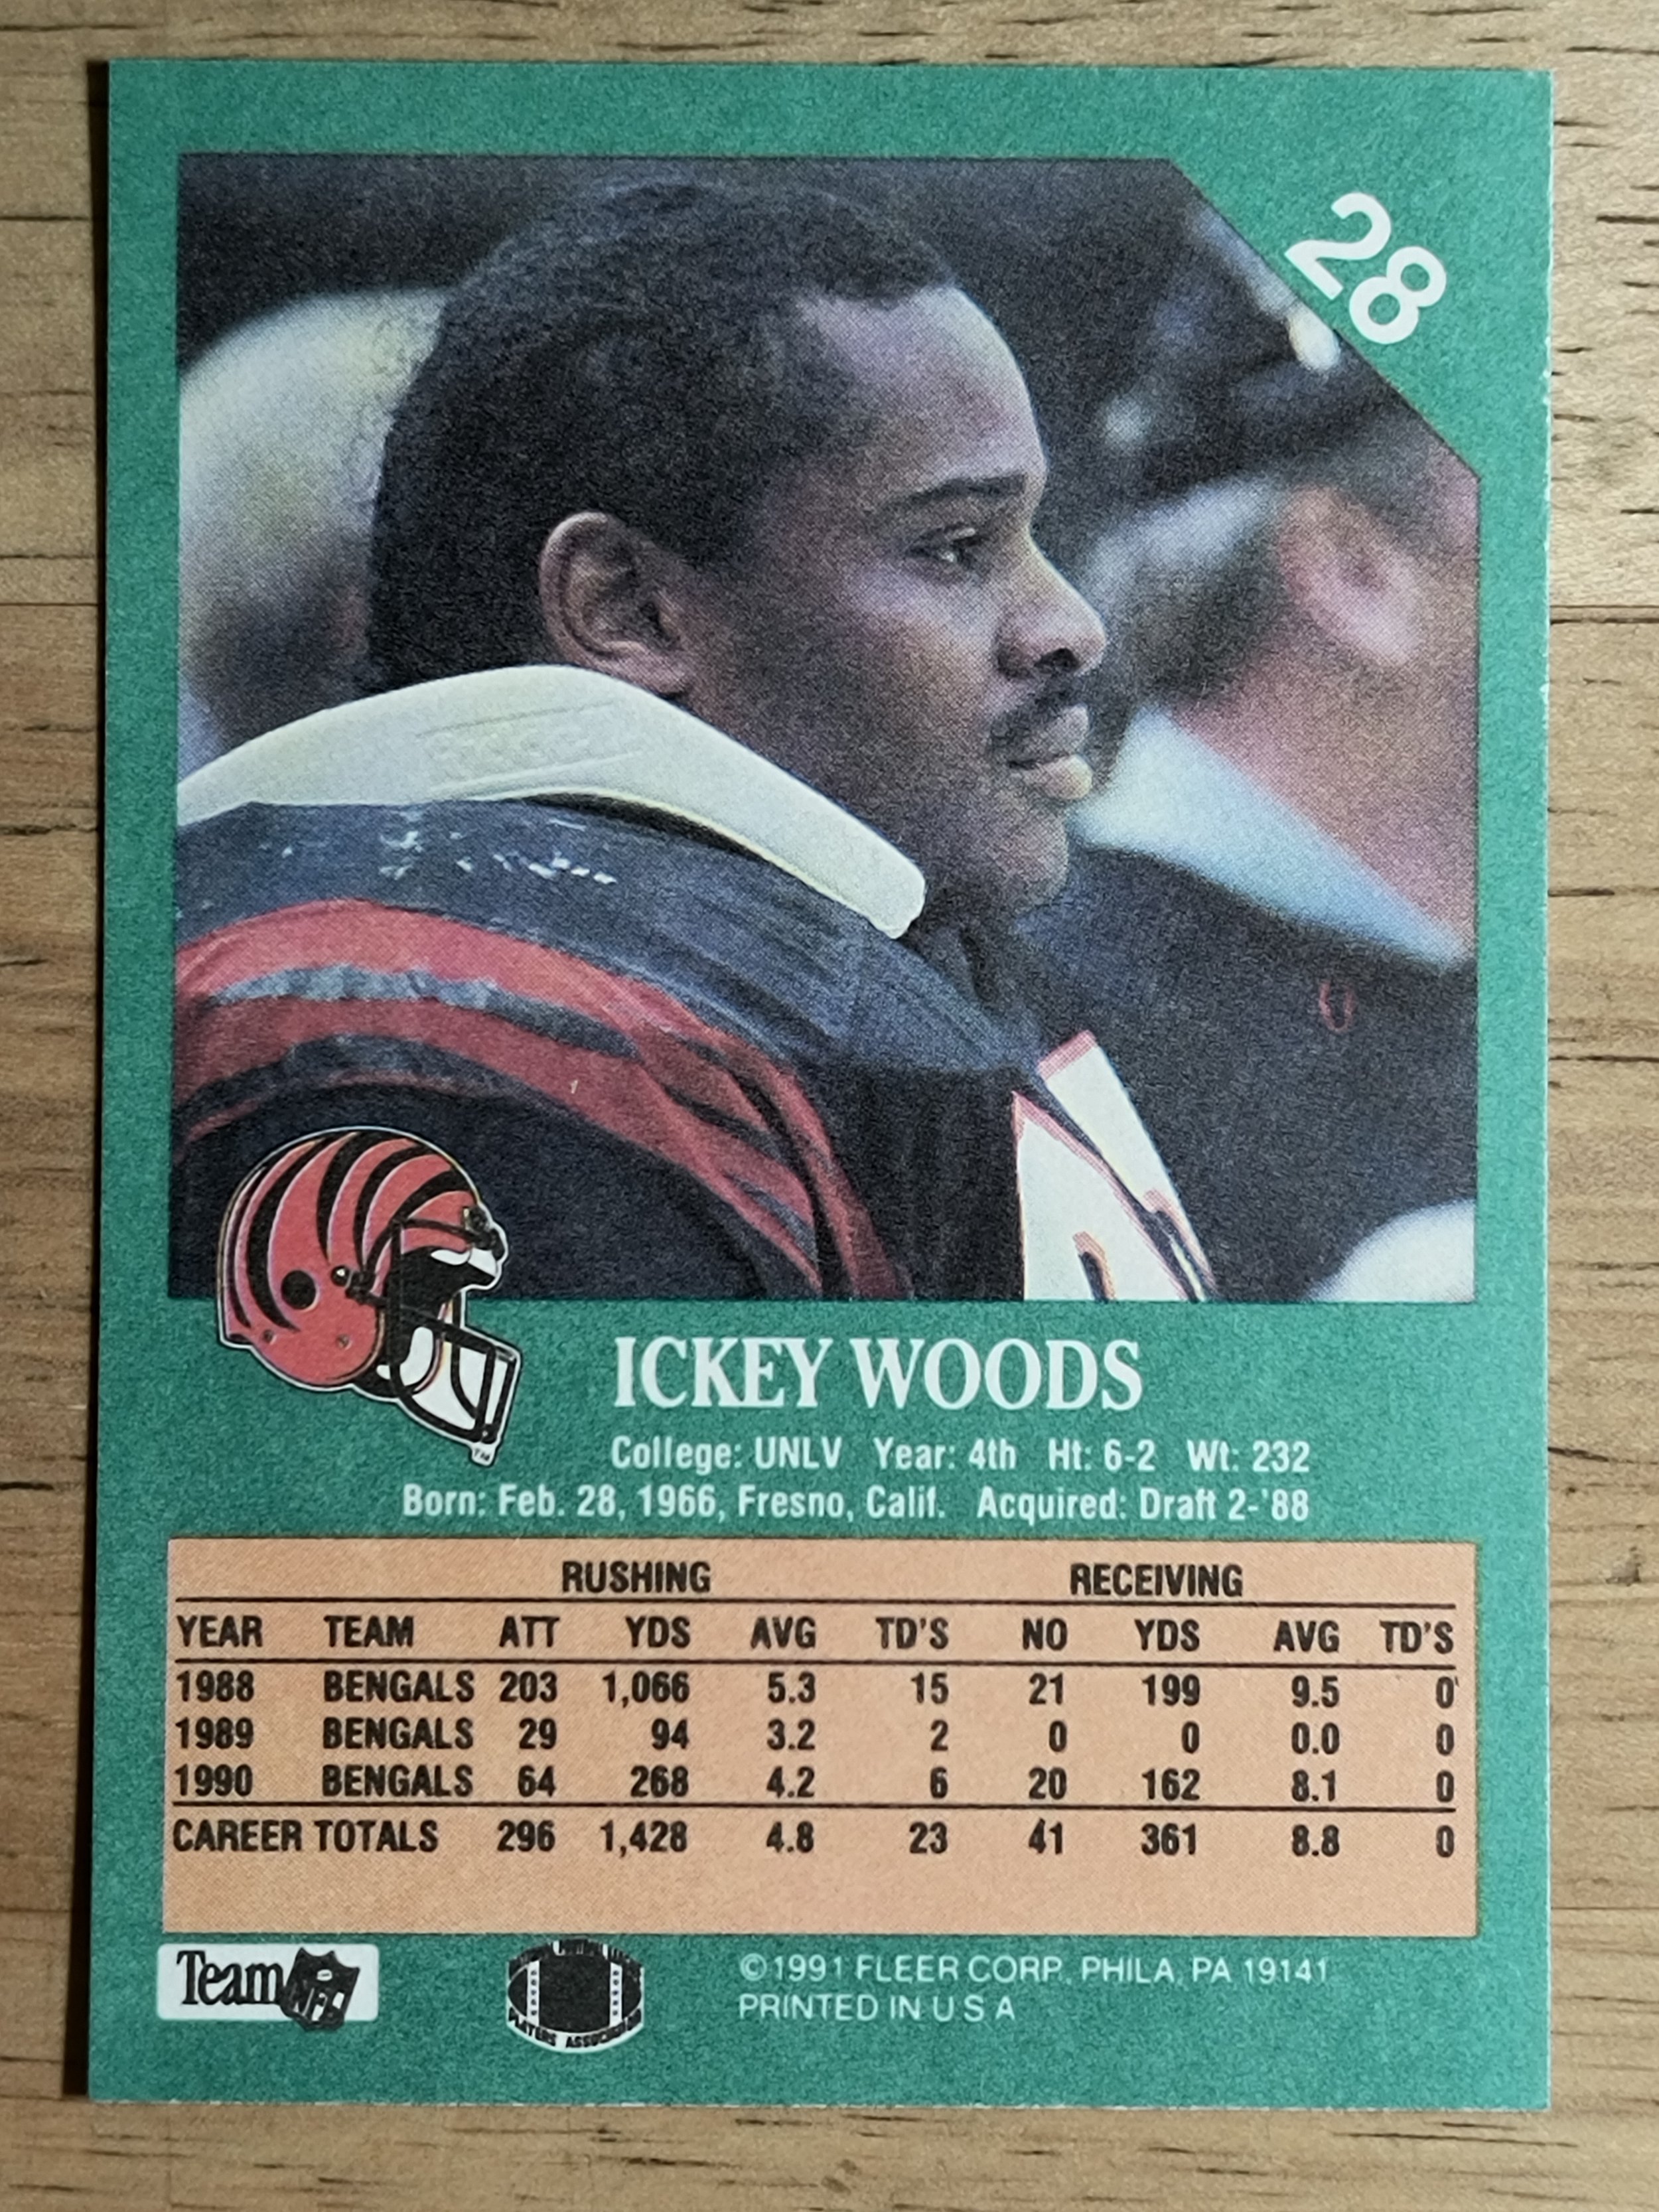 28
ICKEY WOODS
College: UNLV Year: 4th Ht: 6-2 Wt: 232
Born: Feb. 28, 1966, Fresno, Calif. Acquired: Draft 2-'88
RUSHING RECEIVING
YEAR TEAM ATT YDS AVG TD'S NO YDS AVG TD'S
1988 BENGALS 203 1,066 5.3 15 21 199 9.5 0
1989 BENGALS 29 94 3.2 2 0 0 0.0 0
1990 BENGALS 64 268 4.2 6 20 162 8.1 0
CAREER TOTALS 296 1,428 4.8 23 41 361 8.8 0
Team NFL
PLAYERS ASSOCIATION
©1991 FLEER CORP. PHILA. PA 19141
PRINTED IN U S A
TM